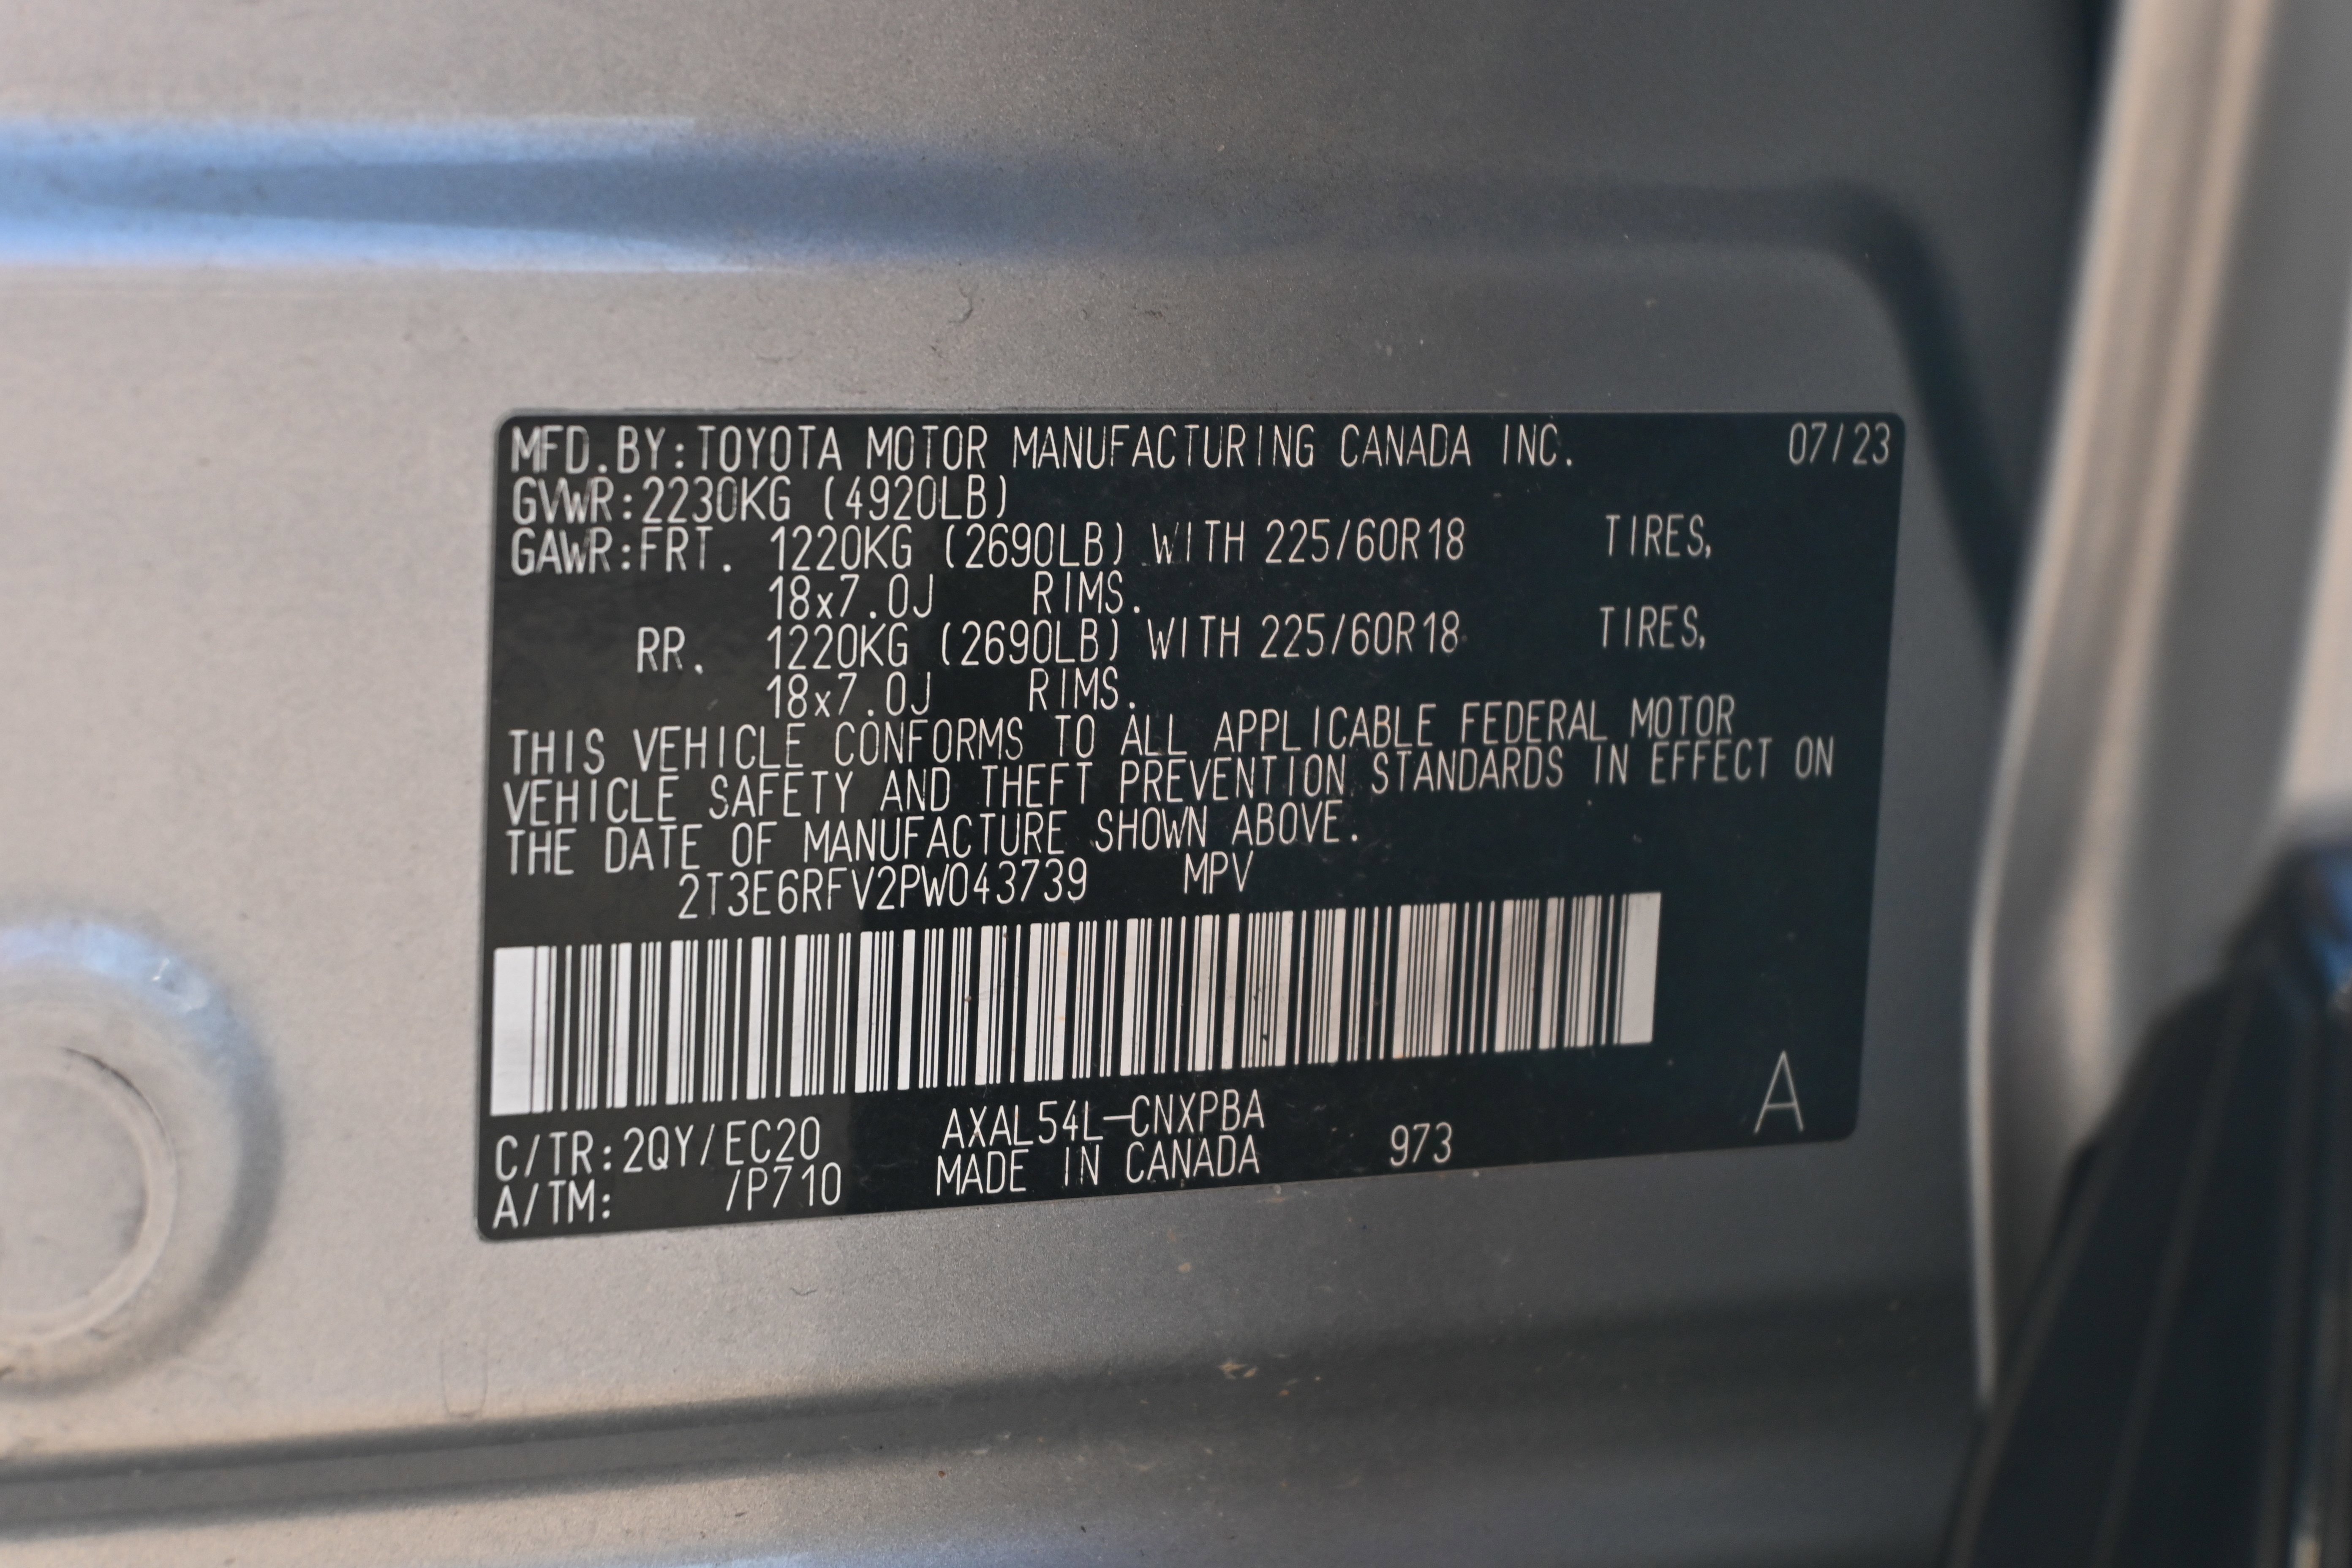 MFD.BY:TOYOTA MOTOR MANUFACTURING CANADA INC. 07/23
GVWR:2230KG (4920LB)
GAWR:FRT. 1220KG (2690LB) WITH 225/60R18 TIRES,
18x7.0J RIMS.
RR. 1220KG (2690LB) WITH 225/60R18 TIRES,
18x7.0J RIMS.
THIS VEHICLE CONFORMS TO ALL APPLICABLE FEDERAL MOTOR
VEHICLE SAFETY AND THEFT PREVENTION STANDARDS IN EFFECT ON
THE DATE OF MANUFACTURE SHOWN ABOVE.
2T3E6RFV2PW043739 MPV
C/TR:2QY/EC20 AXAL54L-CNXPBA
A/TM: /P710 MADE IN CANADA 973 A